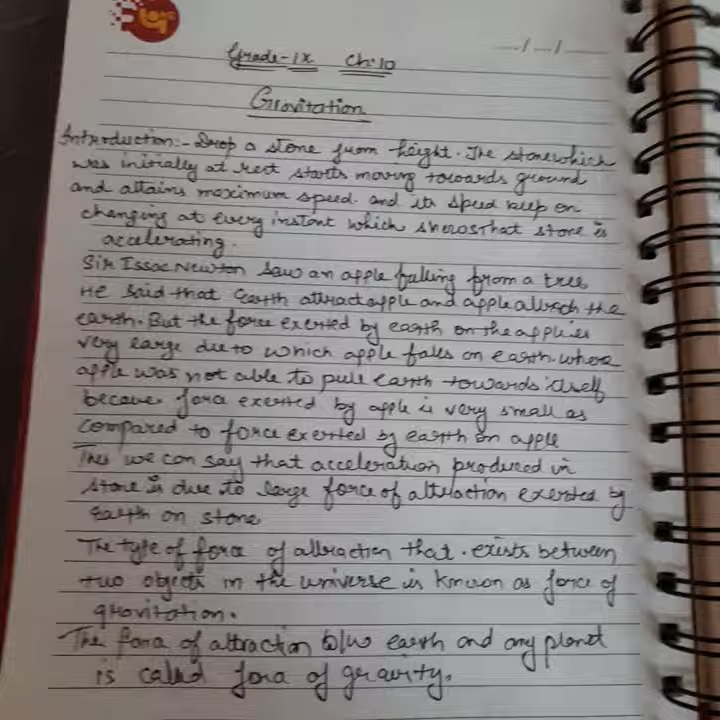 Grade-IX Ch:10
Gravitation
Introduction:- Drop a stone from height. The stone which
was initially at rest starts moving towards ground
and attains maximum speed. and its speed keep on
changing at every instant which shows that stone is
accelerating.
Sir Issac Newton saw an apple falling from a tree
He said that Earth attract apple and apple attrach the
earth. But the force exerted by earth on the apple is
very large due to which apple falls on earth. where
apple was not able to pull earth towards itself
because force exerted by apple is very small as
compared to force exerted by earth on apple
Thus we can say that acceleration produced in
stone is due to large force of attraction exerted by
Earth on stone
The type of force of attraction that . exists between
two objects in the universe is known as force of
gravitation.
The force of attraction b/w earth and any planet
is called force of gravity.